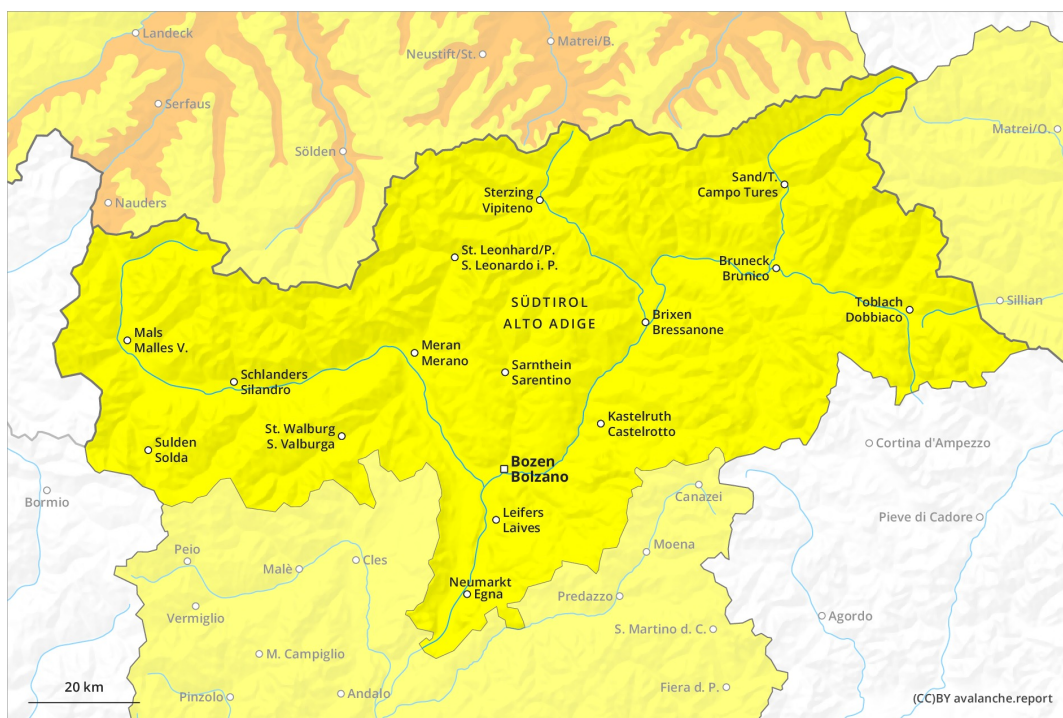 Landeck
Matrei/B.
Neustift/St.
Serfaus
Matrei/O.
Sölden
Sand/T.
Campo Tures
Sterzing
Vipiteno
Nauders
St. Leonhard/P.
S. Leonardo i. P.
Bruneck
Brunico
SÜDTIROL
ALTO ADIGE
Toblach
Dobbiaco
Sillian
Brixen
Bressanone
Mals
Malles V.
Meran
Merano
Sarnthein
Sarentino
Schlanders
Silandro
Kastelruth
Castelrotto
St. Walburg
S. Valburga
Sulden
Solda
Cortina d'Ampezzo
Bozen
Bolzano
Bormio
Canazei
Leifers
Laives
Pieve di Cadore
Peio
Moena
Cles
Malè
Neumarkt
Egna
Predazzo
Vermiglio
Agordo
S. Martino d. C.
M. Campiglio
20 km
Pinzolo
Andalo
Fiera d. P.
(CC)BY avalanche.report